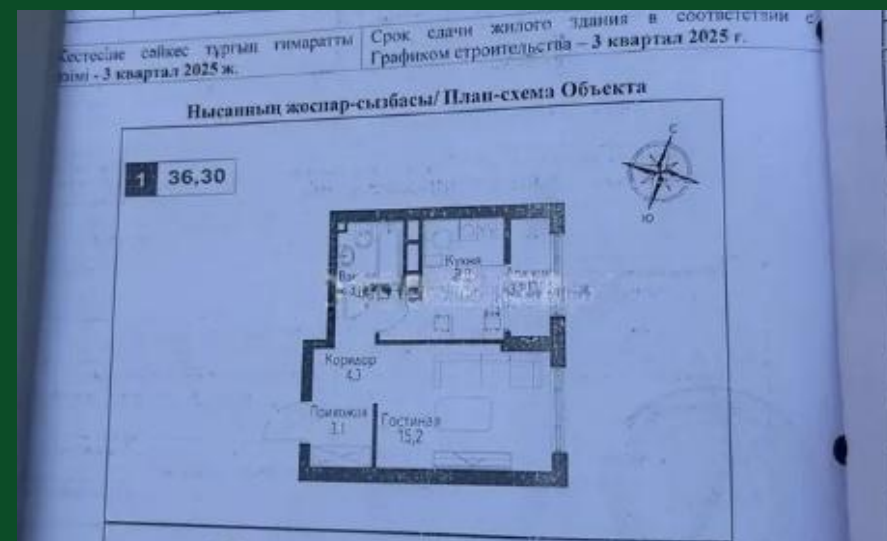 сәйкес тұрғын ғимаратты
- 3 квартал 2025 ж.
Срок сдачи жилого здания в соответствии с
Графиком строительства – 3 квартал 2025 г.
Нысанның жоспар-сызбасы/ План-схема Объекта
1 36,30
С
Ю
Кухня
Коридор
4,3
Прихожая
3,1
Гостиная
15,2